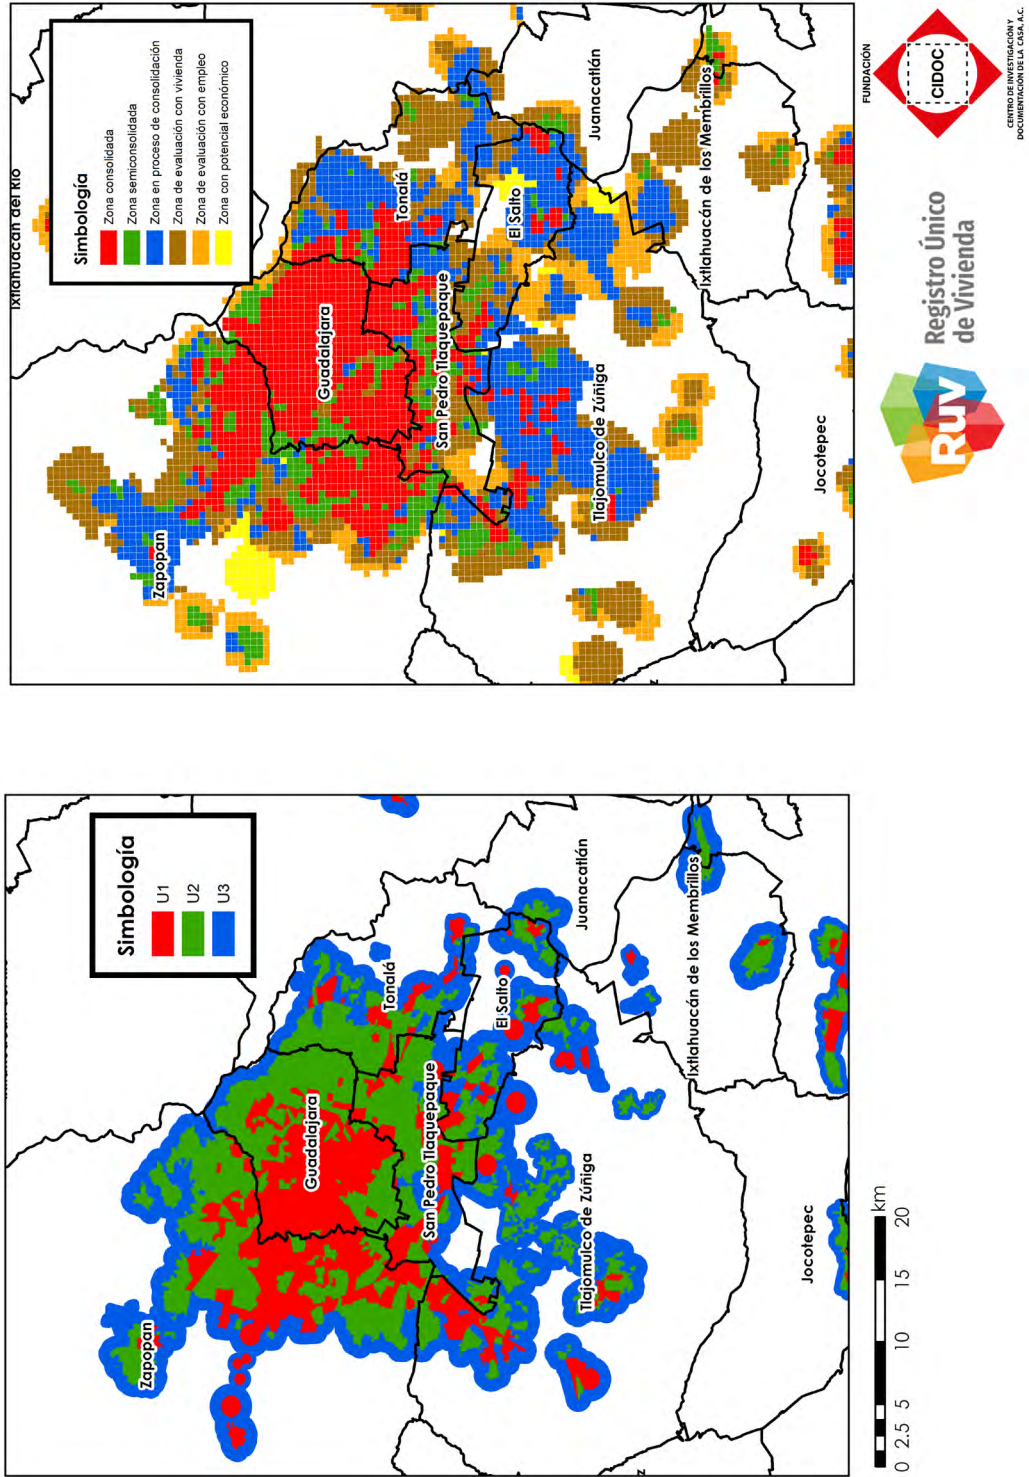 Simbología
U1
U2
U3
Zapopan
Guadalajara
Tonalá
San Pedro Tlaquepaque
El Salto
Juanacatlán
Tlajomulco de Zúñiga
Ixtlahuacán de los Membrillos
Jocotepec
0 2.5 5 10 15 20 km
Ixtlahuacán del Río
Simbología
Zona consolidada
Zona semiconsolidada
Zona en proceso de consolidación
Zona de evaluación con vivienda
Zona de evaluación con empleo
Zona con potencial económico
Zapopan
Guadalajara
Tonalá
San Pedro Tlaquepaque
El Salto
Juanacatlán
Tlajomulco de Zúñiga
Ixtlahuacán de los Membrillos
Jocotepec
Ruv
Registro Único
de Vivienda
FUNDACIÓN
CIDOC
CENTRO DE INVESTIGACIÓN Y
DOCUMENTACIÓN DE LA CASA, A.C.